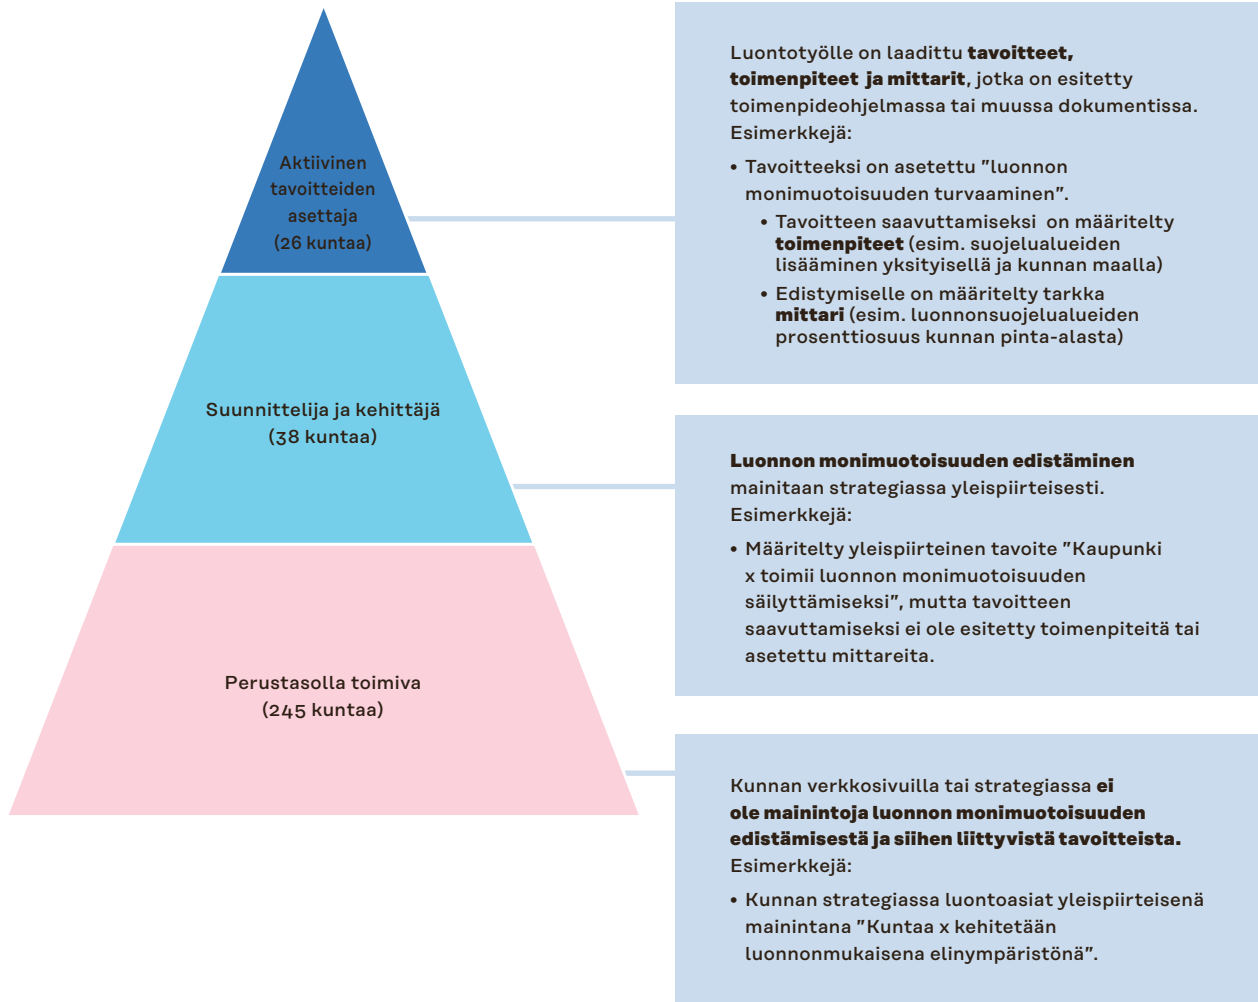 Aktiivinen
tavoitteiden
asettaja
(26 kuntaa)
Luontotyölle on laadittu tavoitteet,
toimenpiteet ja mittarit, jotka on esitetty
toimenpideohjelmassa tai muussa dokumentissa.
Esimerkkejä:
• Tavoitteeksi on asetettu ”luonnon
monimuotoisuuden turvaaminen”.
• Tavoitteen saavuttamiseksi on määritelty
toimenpiteet (esim. suojelualueiden
lisääminen yksityisellä ja kunnan maalla)
• Edistymiselle on määritelty tarkka
mittari (esim. luonnonsuojelualueiden
prosenttiosuus kunnan pinta-alasta)
Suunnittelija ja kehittäjä
(38 kuntaa)
Luonnon monimuotoisuuden edistäminen
mainitaan strategiassa yleispiirteisesti.
Esimerkkejä:
• Määritelty yleispiirteinen tavoite ”Kaupunki
x toimii luonnon monimuotoisuuden
säilyttämiseksi”, mutta tavoitteen
saavuttamiseksi ei ole esitetty toimenpiteitä tai
asetettu mittareita.
Perustasolla toimiva
(245 kuntaa)
Kunnan verkkosivuilla tai strategiassa ei
ole mainintoja luonnon monimuotoisuuden
edistämisestä ja siihen liittyvistä tavoitteista.
Esimerkkejä:
• Kunnan strategiassa luontoasiat yleispiirteisenä
mainintana ”Kuntaa x kehitetään
luonnonmukaisena elinympäristönä”.